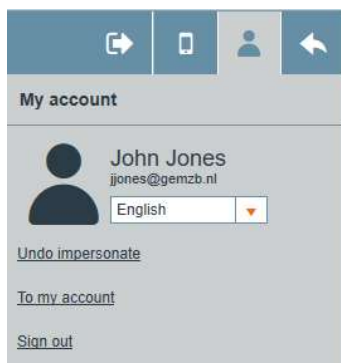 My account
John Jones
jjones@gemzb.nl
English
Undo impersonate
To my account
Sign out